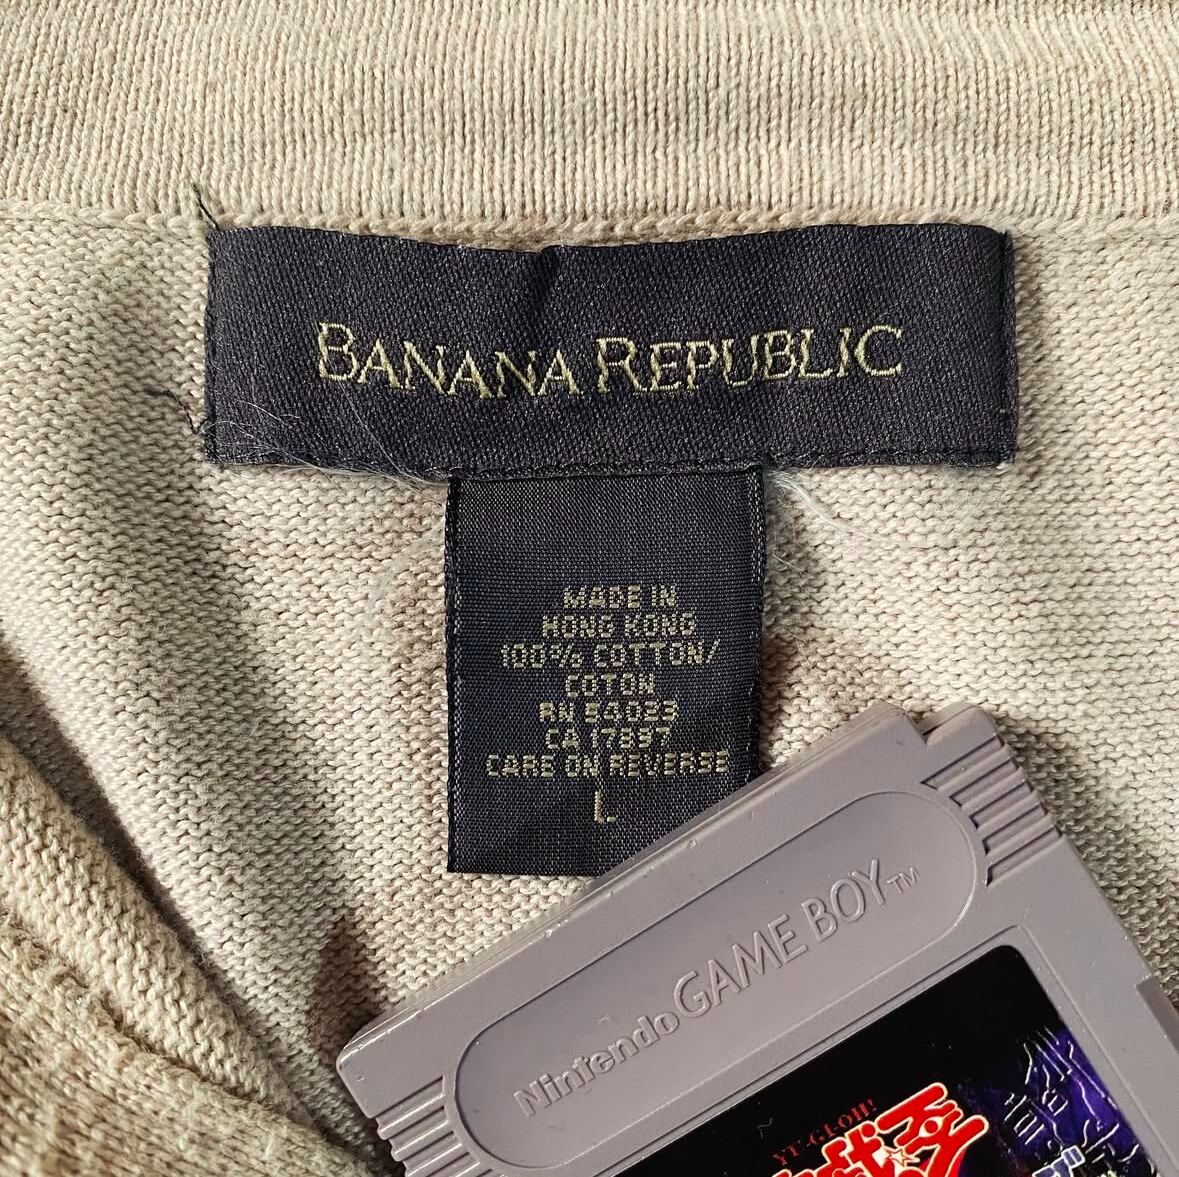 BANANA REPUBLIC
MADE IN
HONG KONG
100% COTTON/
COTON
RN 54023
CA 17897
CARE ON REVERSE
L
Nintendo GAME BOY™
YU-GI-OH!